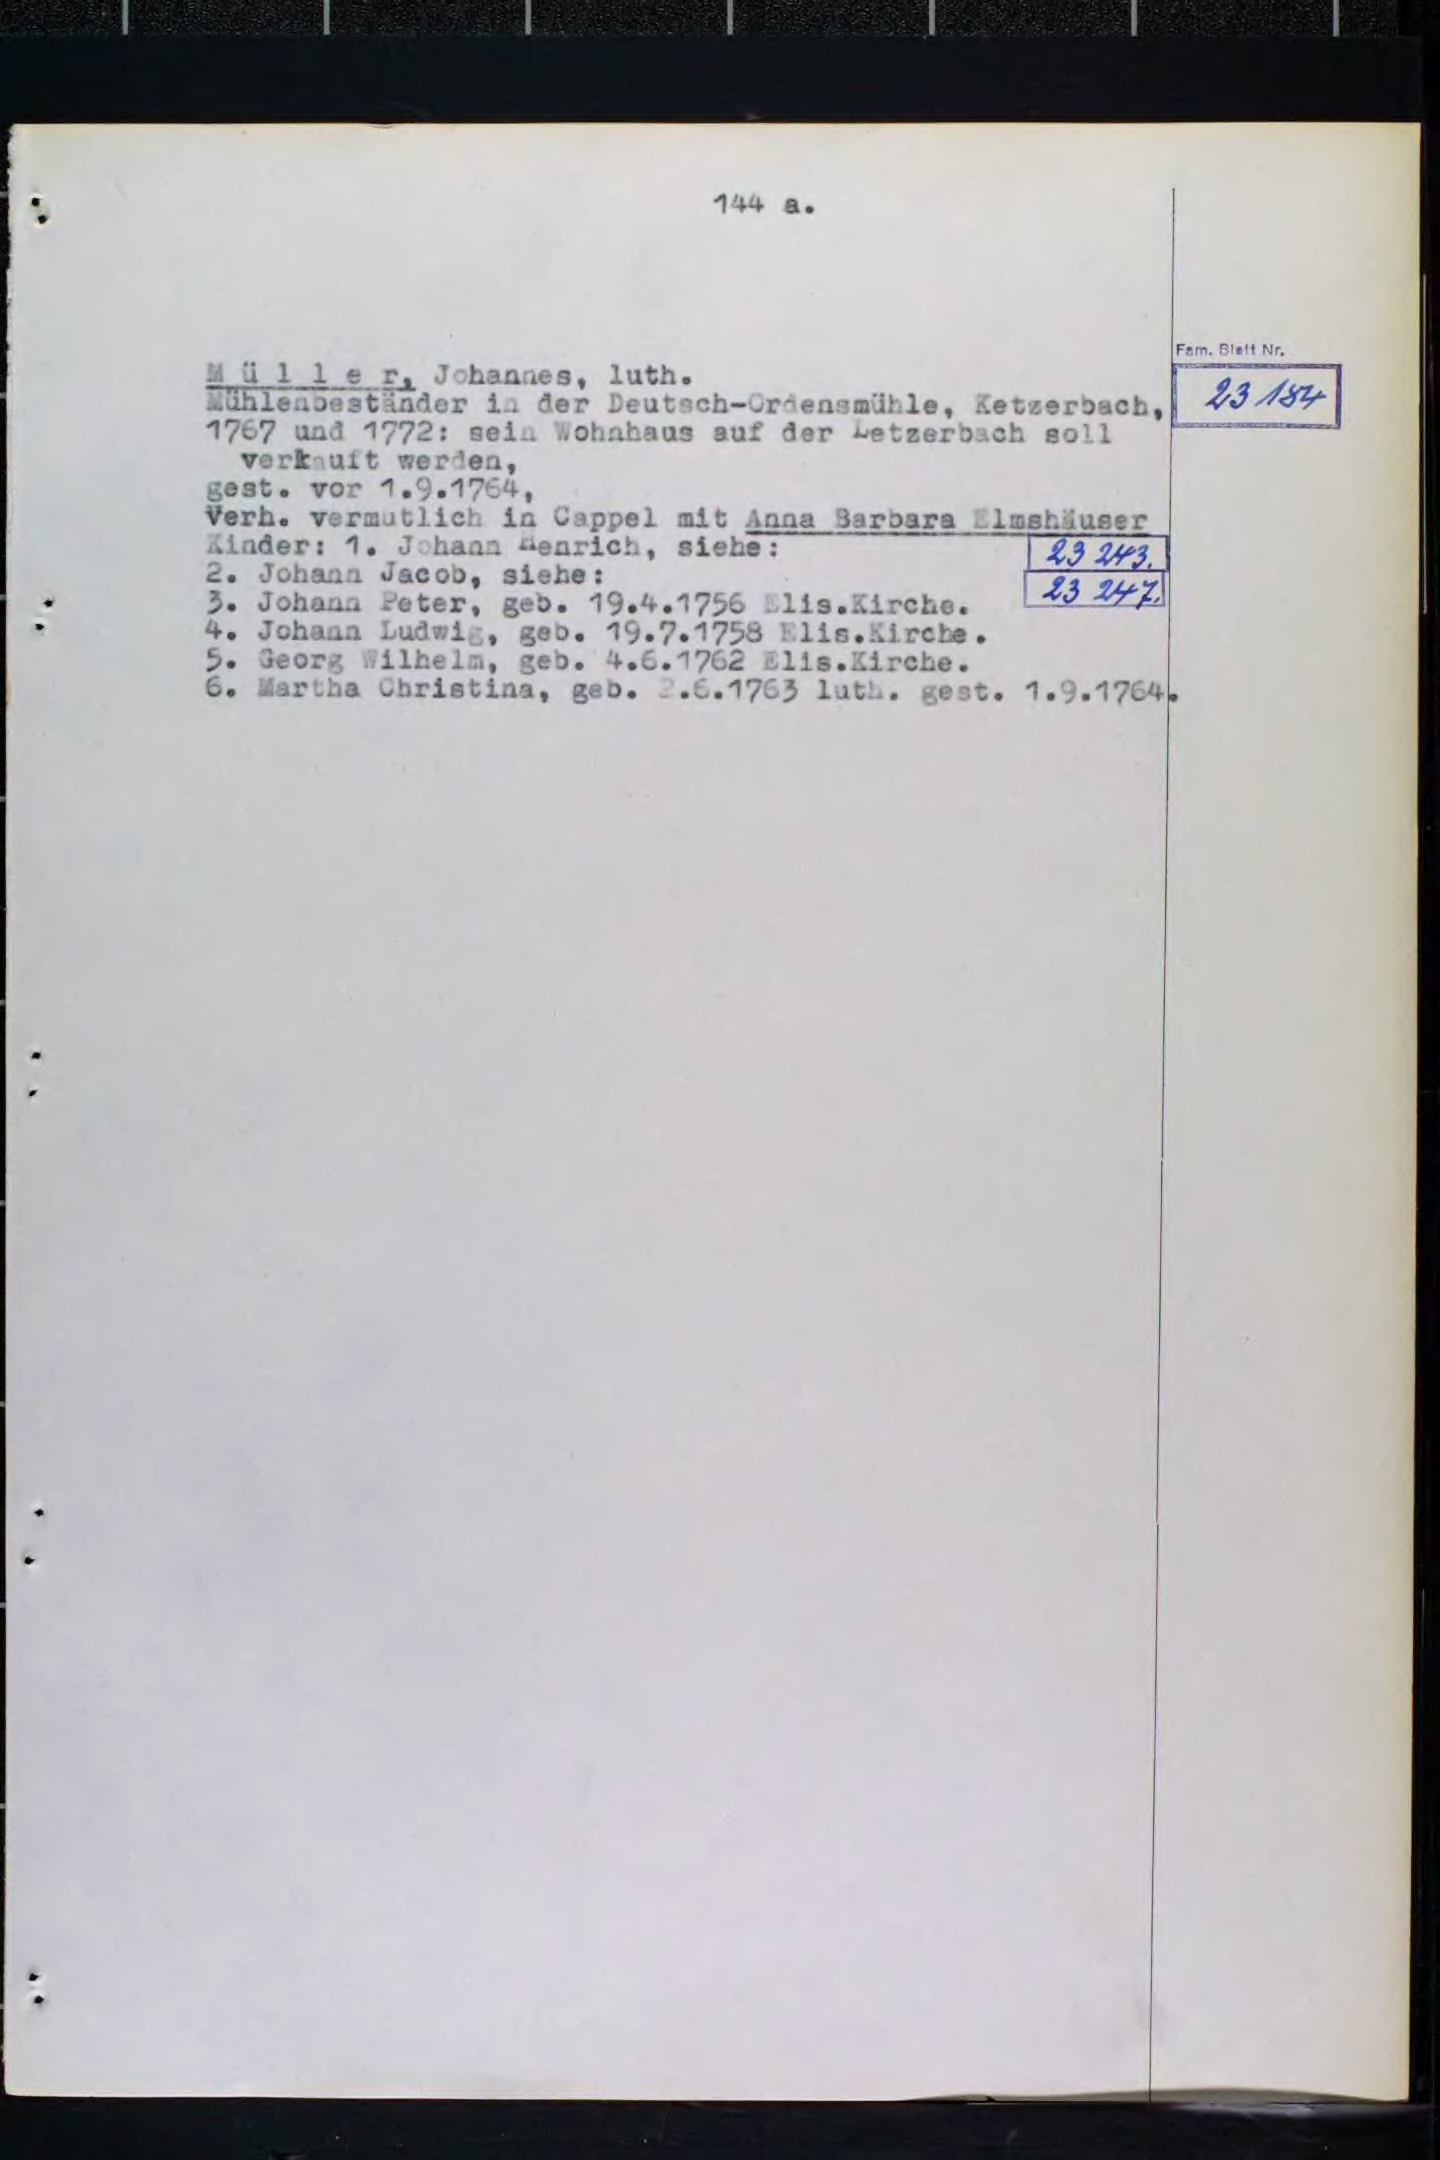 144 a.
Fam. Blatt Nr.
23 184
M ü l l e r, Johannes, luth.
Mühlenbeständer in der Deutsch-Ordensmühle, Ketzerbach,
1767 und 1772: sein Wohnhaus auf der Letzerbach soll
verkauft werden,
gest. vor 1.9.1764,
Verh. vermutlich in Cappel mit Anna Barbara Elmshäuser
Kinder: 1. Johann Henrich, siehe: 23 243.
2. Johann Jacob, siehe: 23 247.
3. Johann Peter, geb. 19.4.1756 Elis.Kirche.
4. Johann Ludwig, geb. 19.7.1758 Elis.Kirche.
5. Georg Wilhelm, geb. 4.6.1762 Elis.Kirche.
6. Martha Christina, geb. 2.6.1763 luth. gest. 1.9.1764.